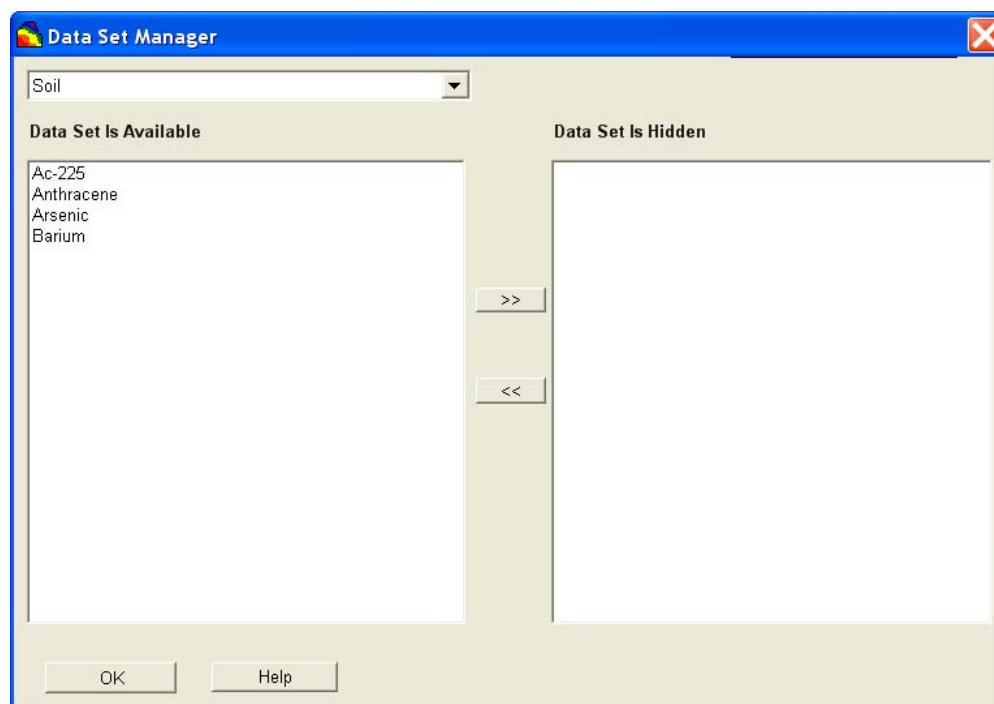 Data Set Manager
Soil
Data Set Is Available
Data Set Is Hidden
Ac-225
Anthracene
Arsenic
Barium
>>
<<
OK
Help